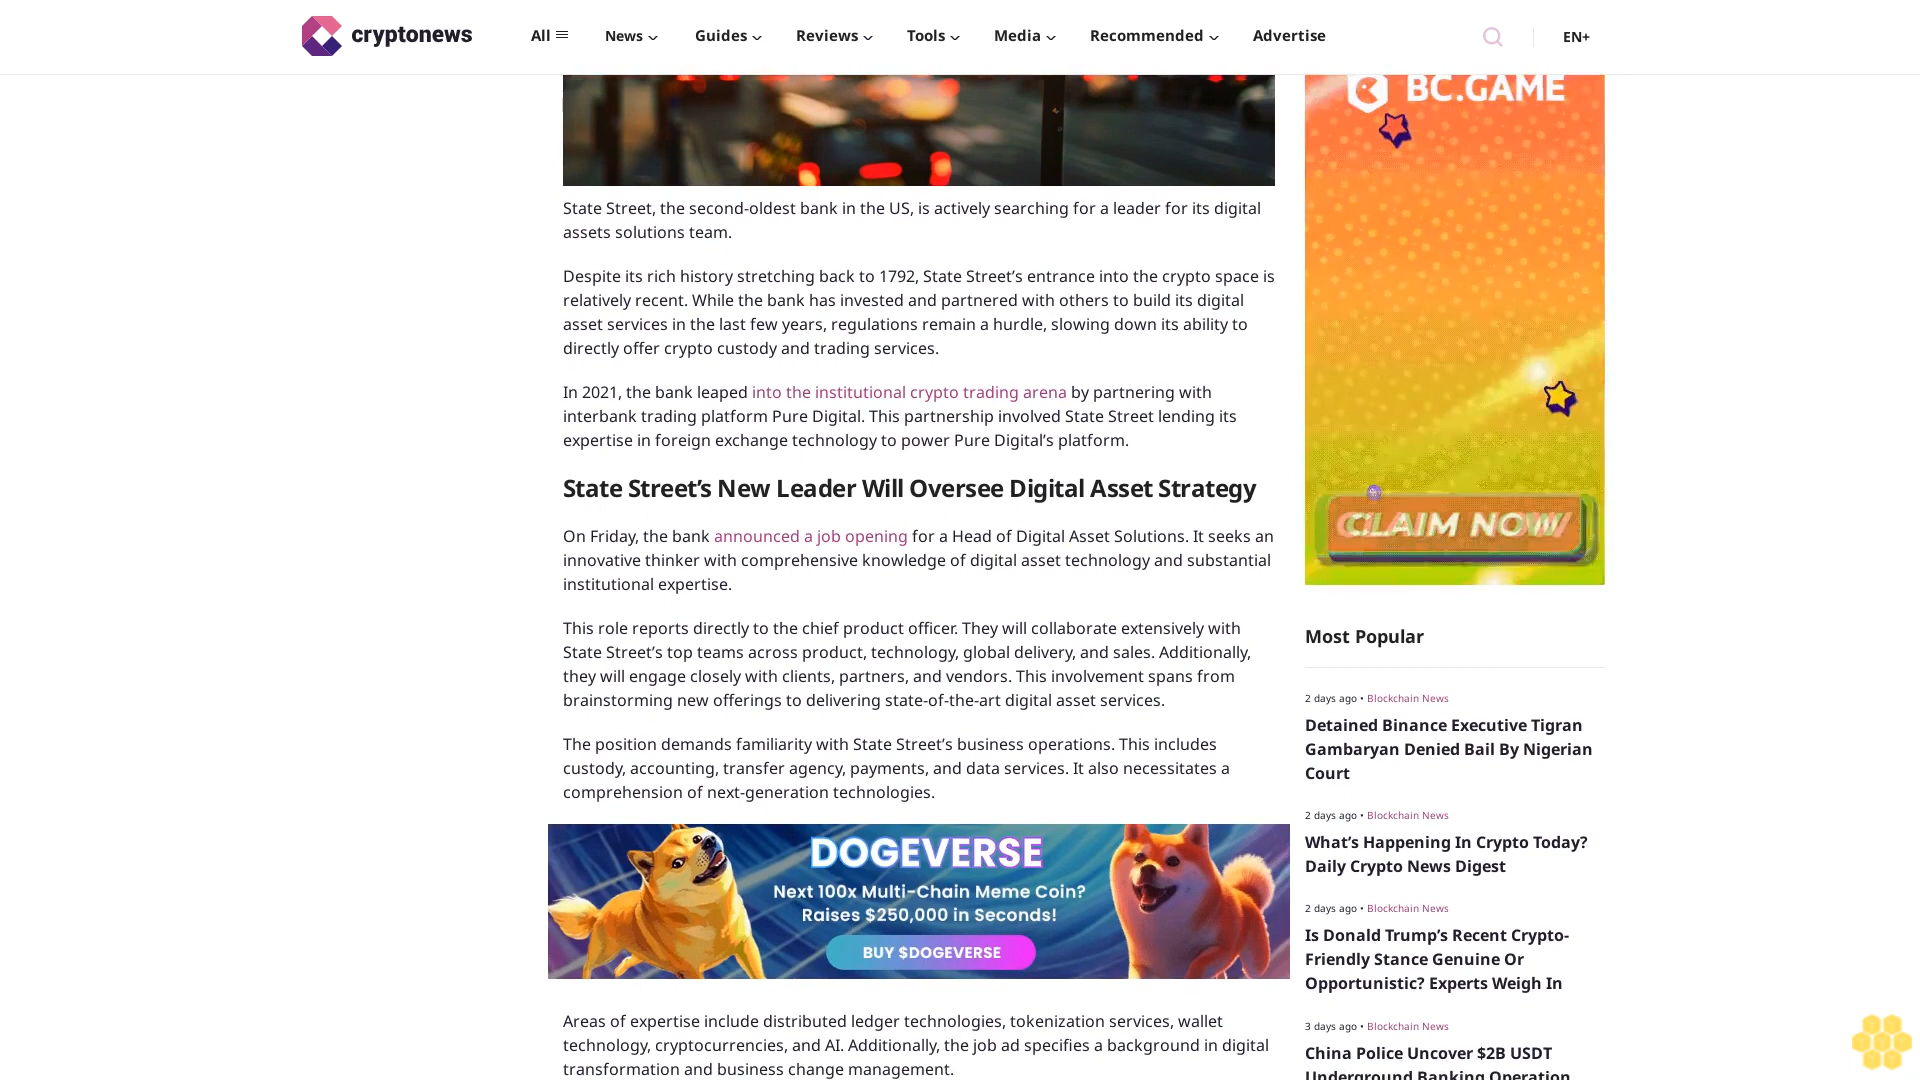 cryptonews
All
News
Guides
Reviews
Tools
Media
Recommended
Advertise
EN+
State Street, the second-oldest bank in the US, is actively searching for a leader for its digital
assets solutions team.
Despite its rich history stretching back to 1792, State Street’s entrance into the crypto space is
relatively recent. While the bank has invested and partnered with others to build its digital
asset services in the last few years, regulations remain a hurdle, slowing down its ability to
directly offer crypto custody and trading services.
In 2021, the bank leaped into the institutional crypto trading arena by partnering with
interbank trading platform Pure Digital. This partnership involved State Street lending its
expertise in foreign exchange technology to power Pure Digital’s platform.
State Street’s New Leader Will Oversee Digital Asset Strategy
On Friday, the bank announced a job opening for a Head of Digital Asset Solutions. It seeks an
innovative thinker with comprehensive knowledge of digital asset technology and substantial
institutional expertise.
This role reports directly to the chief product officer. They will collaborate extensively with
State Street’s top teams across product, technology, global delivery, and sales. Additionally,
they will engage closely with clients, partners, and vendors. This involvement spans from
brainstorming new offerings to delivering state-of-the-art digital asset services.
The position demands familiarity with State Street’s business operations. This includes
custody, accounting, transfer agency, payments, and data services. It also necessitates a
comprehension of next-generation technologies.
DOGEVERSE
Next 100x Multi-Chain Meme Coin?
Raises $250,000 in Seconds!
BUY $DOGEVERSE
Areas of expertise include distributed ledger technologies, tokenization services, wallet
technology, cryptocurrencies, and AI. Additionally, the job ad specifies a background in digital
transformation and business change management.
BC.GAME
CLAIM NOW
Most Popular
2 days ago • Blockchain News
Detained Binance Executive Tigran
Gambaryan Denied Bail By Nigerian
Court
2 days ago • Blockchain News
What’s Happening In Crypto Today?
Daily Crypto News Digest
2 days ago • Blockchain News
Is Donald Trump’s Recent Crypto-
Friendly Stance Genuine Or
Opportunistic? Experts Weigh In
3 days ago • Blockchain News
China Police Uncover $2B USDT
Underground Banking Operation